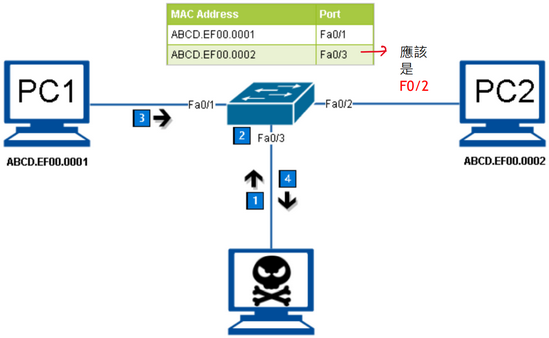 MAC Address Port
ABCD.EF00.0001 Fa0/1
ABCD.EF00.0002 Fa0/3
應該
是
F0/2
PC1
PC2
Fa0/1
Fa0/2
3
2
Fa0/3
ABCD.EF00.0001
ABCD.EF00.0002
4
1